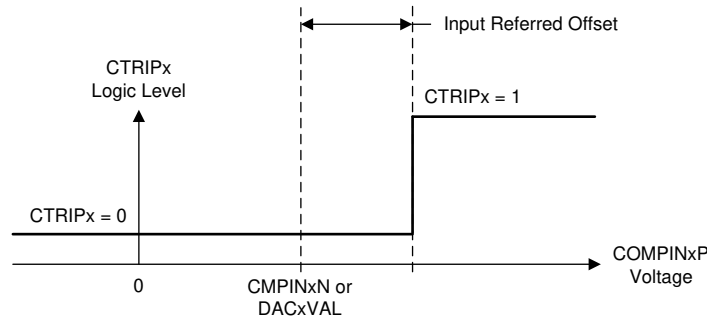 Input Referred Offset
CTRIPx
Logic Level
CTRIPx = 1
CTRIPx = 0
COMPINxP
Voltage
0
CMPINxN or
DACxVAL